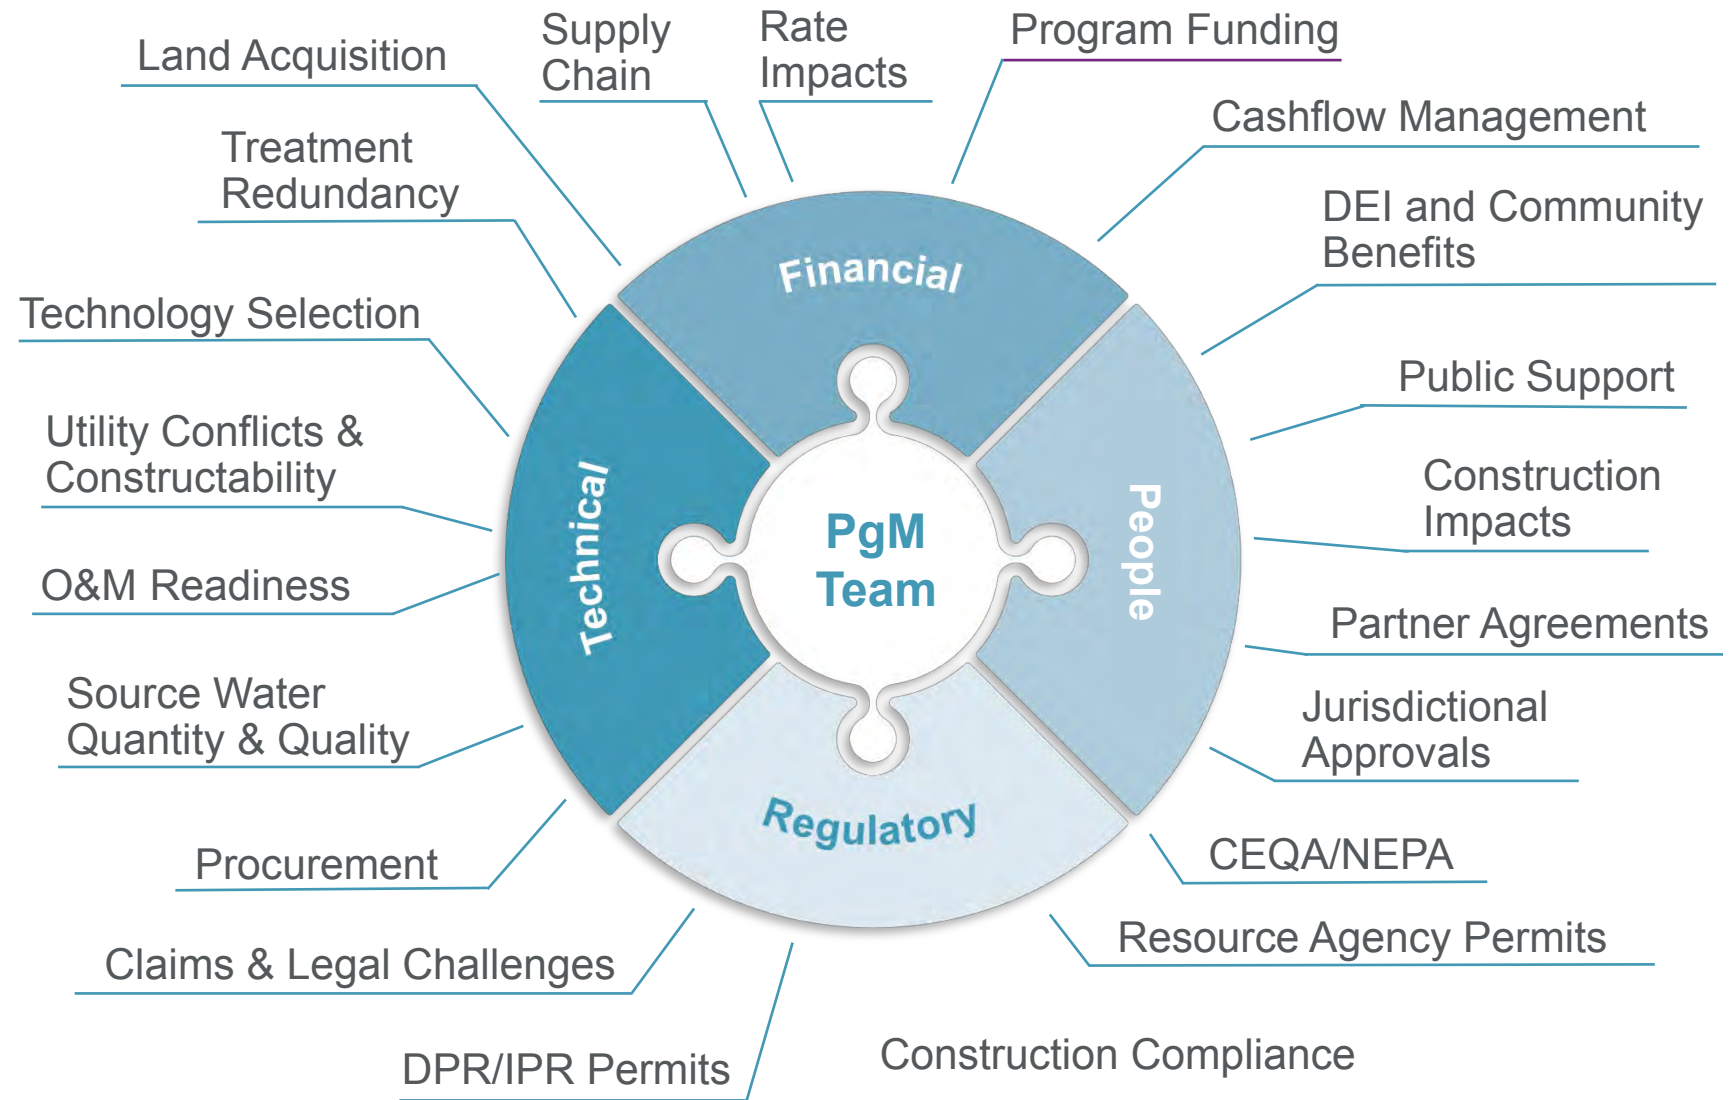 Land Acquisition
Supply
Chain
Rate
Impacts
Program Funding
Cashflow Management
Treatment
Redundancy
DEI and Community
Benefits
Technology Selection
Financial
Public Support
Utility Conflicts &
Constructability
Construction
Impacts
Technical
PgM
Team
People
O&M Readiness
Partner Agreements
Source Water
Quantity & Quality
Jurisdictional
Approvals
Regulatory
Procurement
CEQA/NEPA
Claims & Legal Challenges
Resource Agency Permits
DPR/IPR Permits
Construction Compliance